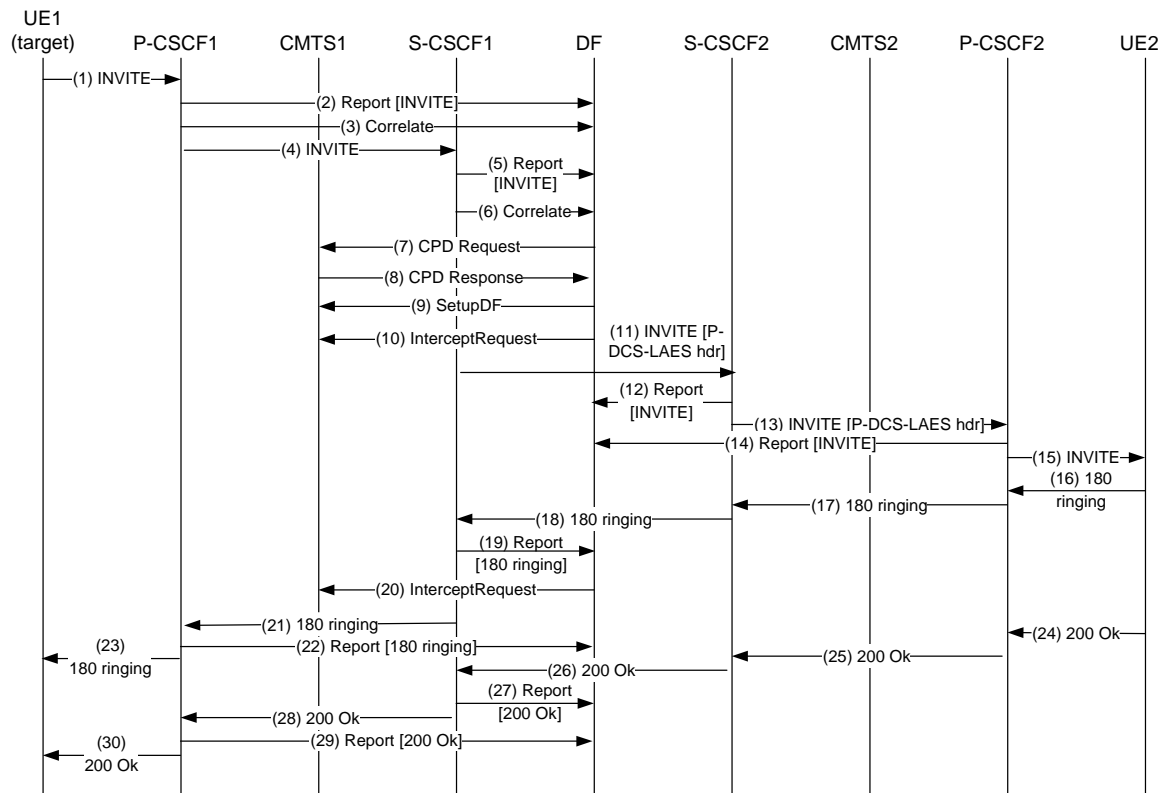 UE1
(target)
P-CSCF1
CMTS1
S-CSCF1
DF
S-CSCF2
CMTS2
P-CSCF2
UE2
(1) INVITE
(2) Report [INVITE]
(3) Correlate
(4) INVITE
(5) Report
[INVITE]
(6) Correlate
(7) CPD Request
(8) CPD Response
(9) SetupDF
(10) InterceptRequest
(11) INVITE [P-
DCS-LAES hdr]
(12) Report
[INVITE]
(13) INVITE [P-DCS-LAES hdr]
(14) Report [INVITE]
(15) INVITE
(16) 180
ringing
(17) 180 ringing
(18) 180 ringing
(19) Report
[180 ringing]
(20) InterceptRequest
(21) 180 ringing
(22) Report [180 ringing]
(23)
180 ringing
(24) 200 Ok
(25) 200 Ok
(26) 200 Ok
(27) Report
[200 Ok]
(28) 200 Ok
(29) Report [200 Ok]
(30)
200 Ok